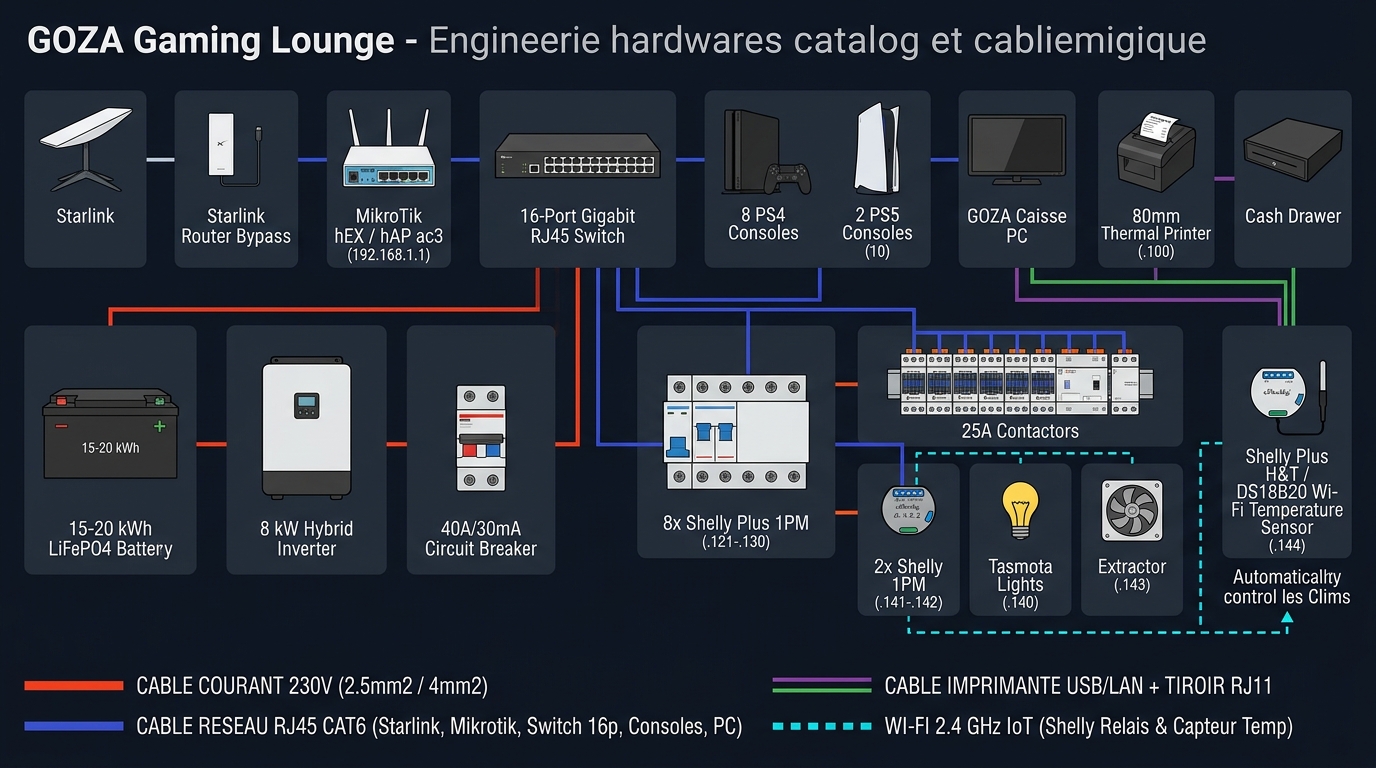 GOZA Gaming Lounge - Engineerie hardwares catalog et cabliemigique
Starlink
Starlink
Router Bypass
MikroTik
hEX / hAP ac3
(192.168.1.1)
16-Port Gigabit
RJ45 Switch
8 PS4
Consoles
2 PS5
Consoles
(10)
GOZA Caisse
PC
80mm
Thermal Printer
(.100)
Cash Drawer
15-20 kWh
15-20 kWh
LiFePO4 Battery
8 kW Hybrid
Inverter
40A/30mA
Circuit Breaker
8x Shelly Plus 1PM
(.121-.130)
25A Contactors
2x Shelly
1PM
(.141-.142)
Tasmota
Lights
(.140)
Extractor
(.143)
Shelly Plus
H&T /
DS18B20 Wi-
Fi Temperature
Sensor
(.144)
Automatically
control les Clims
CABLE COURANT 230V (2.5mm2 / 4mm2)
CABLE RESEAU RJ45 CAT6 (Starlink, Mikrotik, Switch 16p, Consoles, PC)
CABLE IMPRIMANTE USB/LAN + TIROIR RJ11
WI-FI 2.4 GHz IoT (Shelly Relais & Capteur Temp)